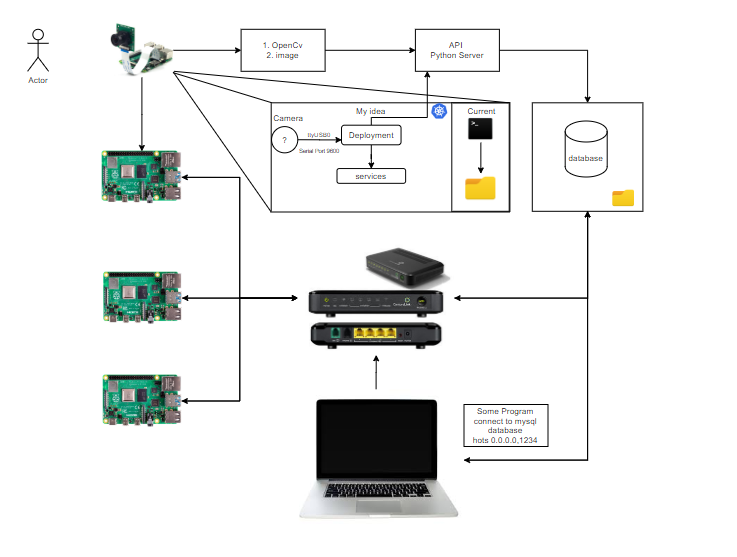 Actor
1. OpenCv
2. image
API
Python Server
My idea
Current
Camera
?
ttyUSB0
Serial Port 9600
Deployment
services
database
Some Program
connect to mysql
database
hots 0.0.0.0,1234